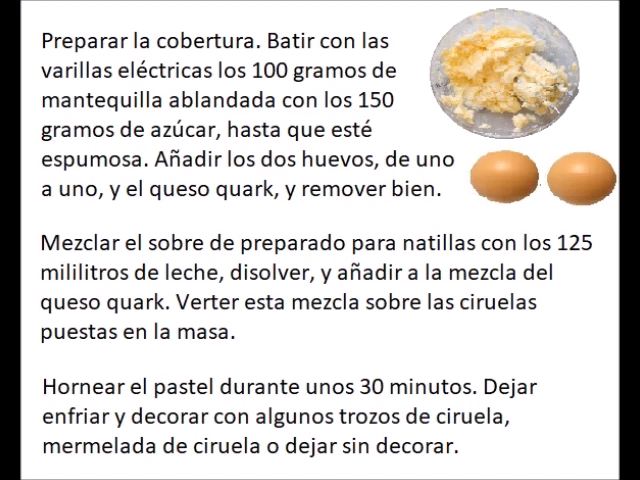 Preparar la cobertura. Batir con las
varillas eléctricas los 100 gramos de
mantequilla ablandada con los 150
gramos de azúcar, hasta que esté
espumosa. Añadir los dos huevos, de uno
a uno, y el queso quark, y remover bien.
Mezclar el sobre de preparado para natillas con los 125
mililitros de leche, disolver, y añadir a la mezcla del
queso quark. Verter esta mezcla sobre las ciruelas
puestas en la masa.
Hornear el pastel durante unos 30 minutos. Dejar
enfriar y decorar con algunos trozos de ciruela,
mermelada de ciruela o dejar sin decorar.